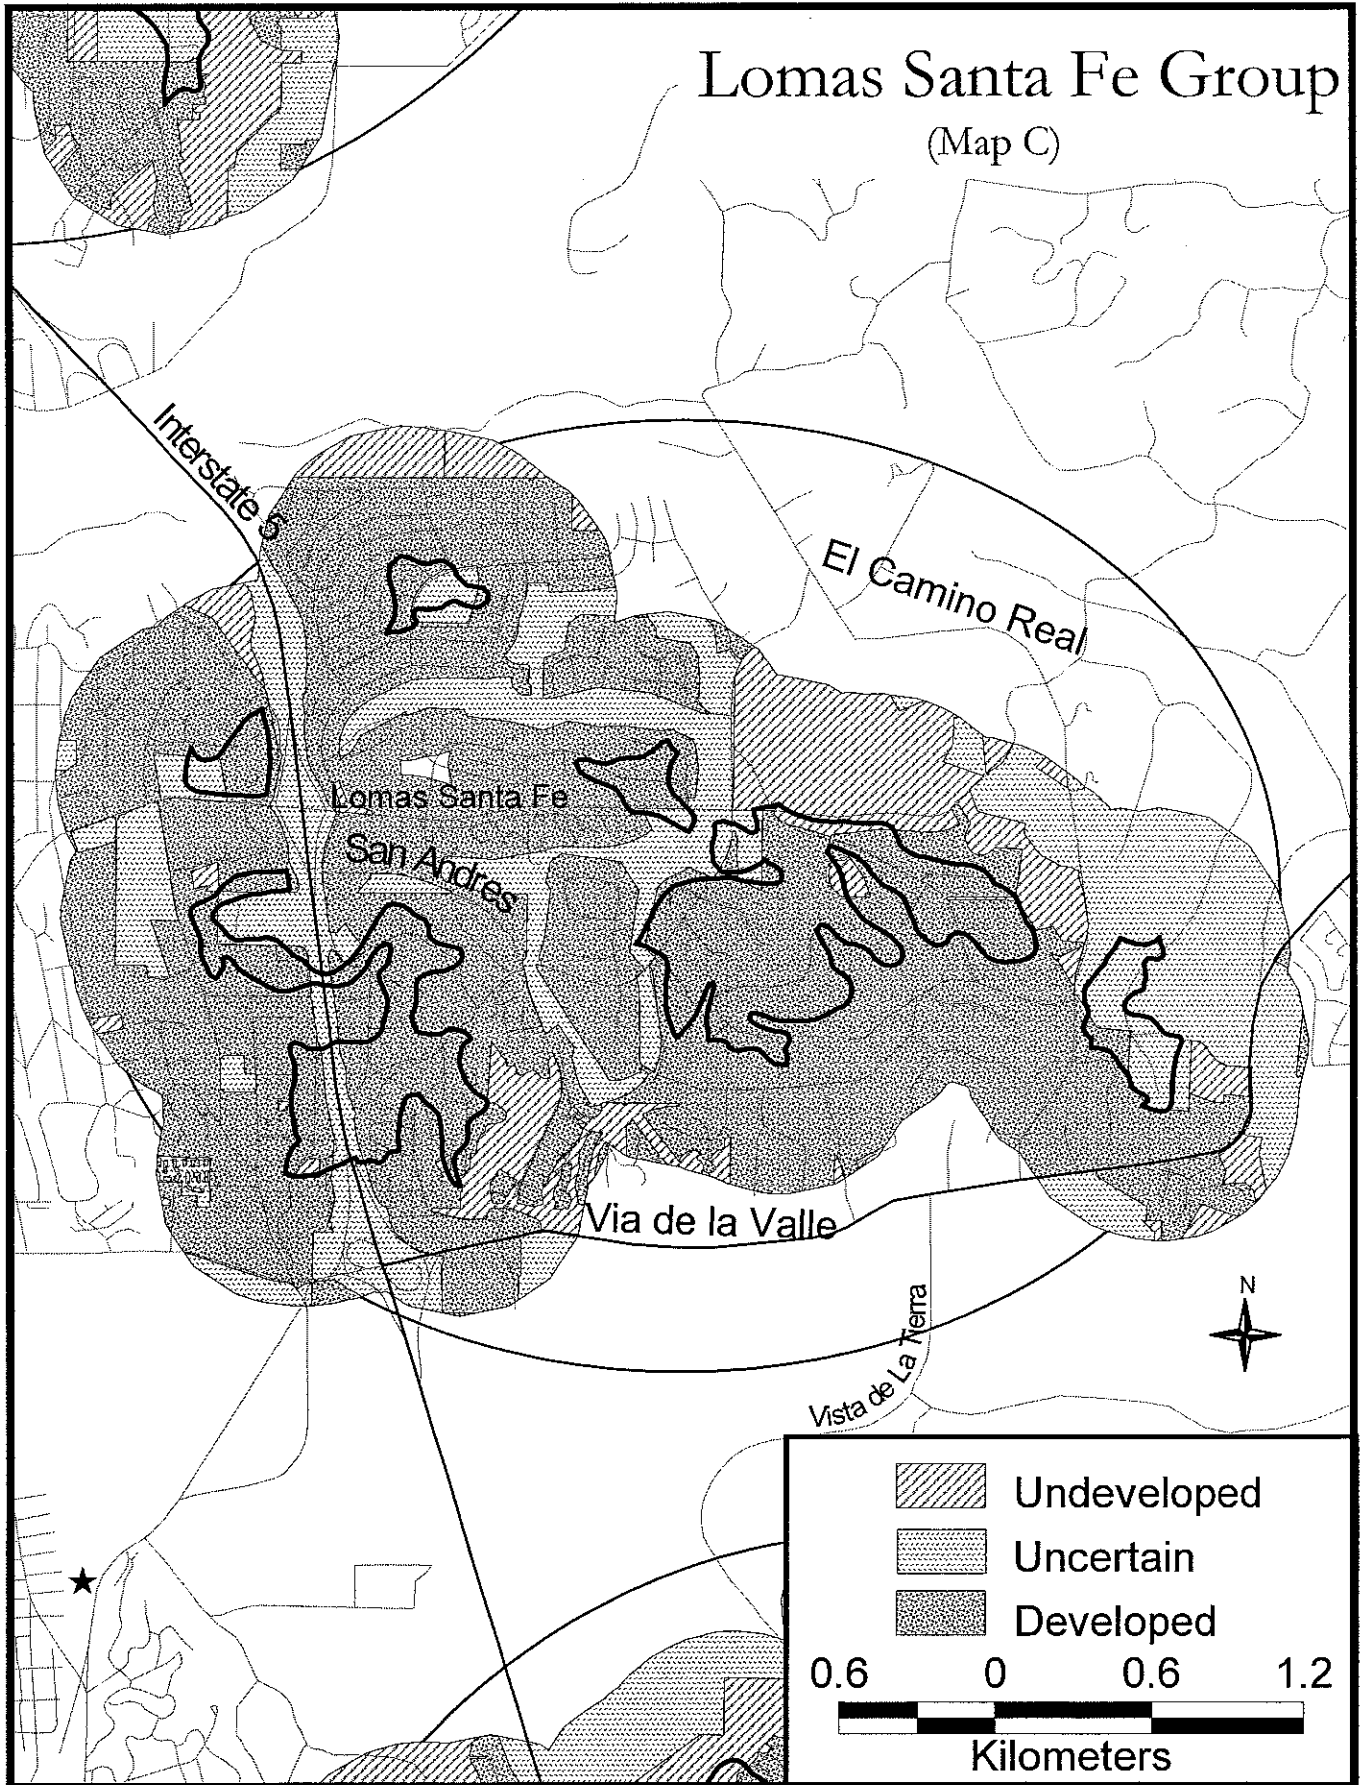 Lomas Santa Fe Group
(Map C)
Interstate 5
El Camino Real
Lomas Santa Fe
San Andres
Via de la Valle
Vista de La Tierra
N
Undeveloped
Uncertain
Developed
0.6 0 0.6 1.2
Kilometers